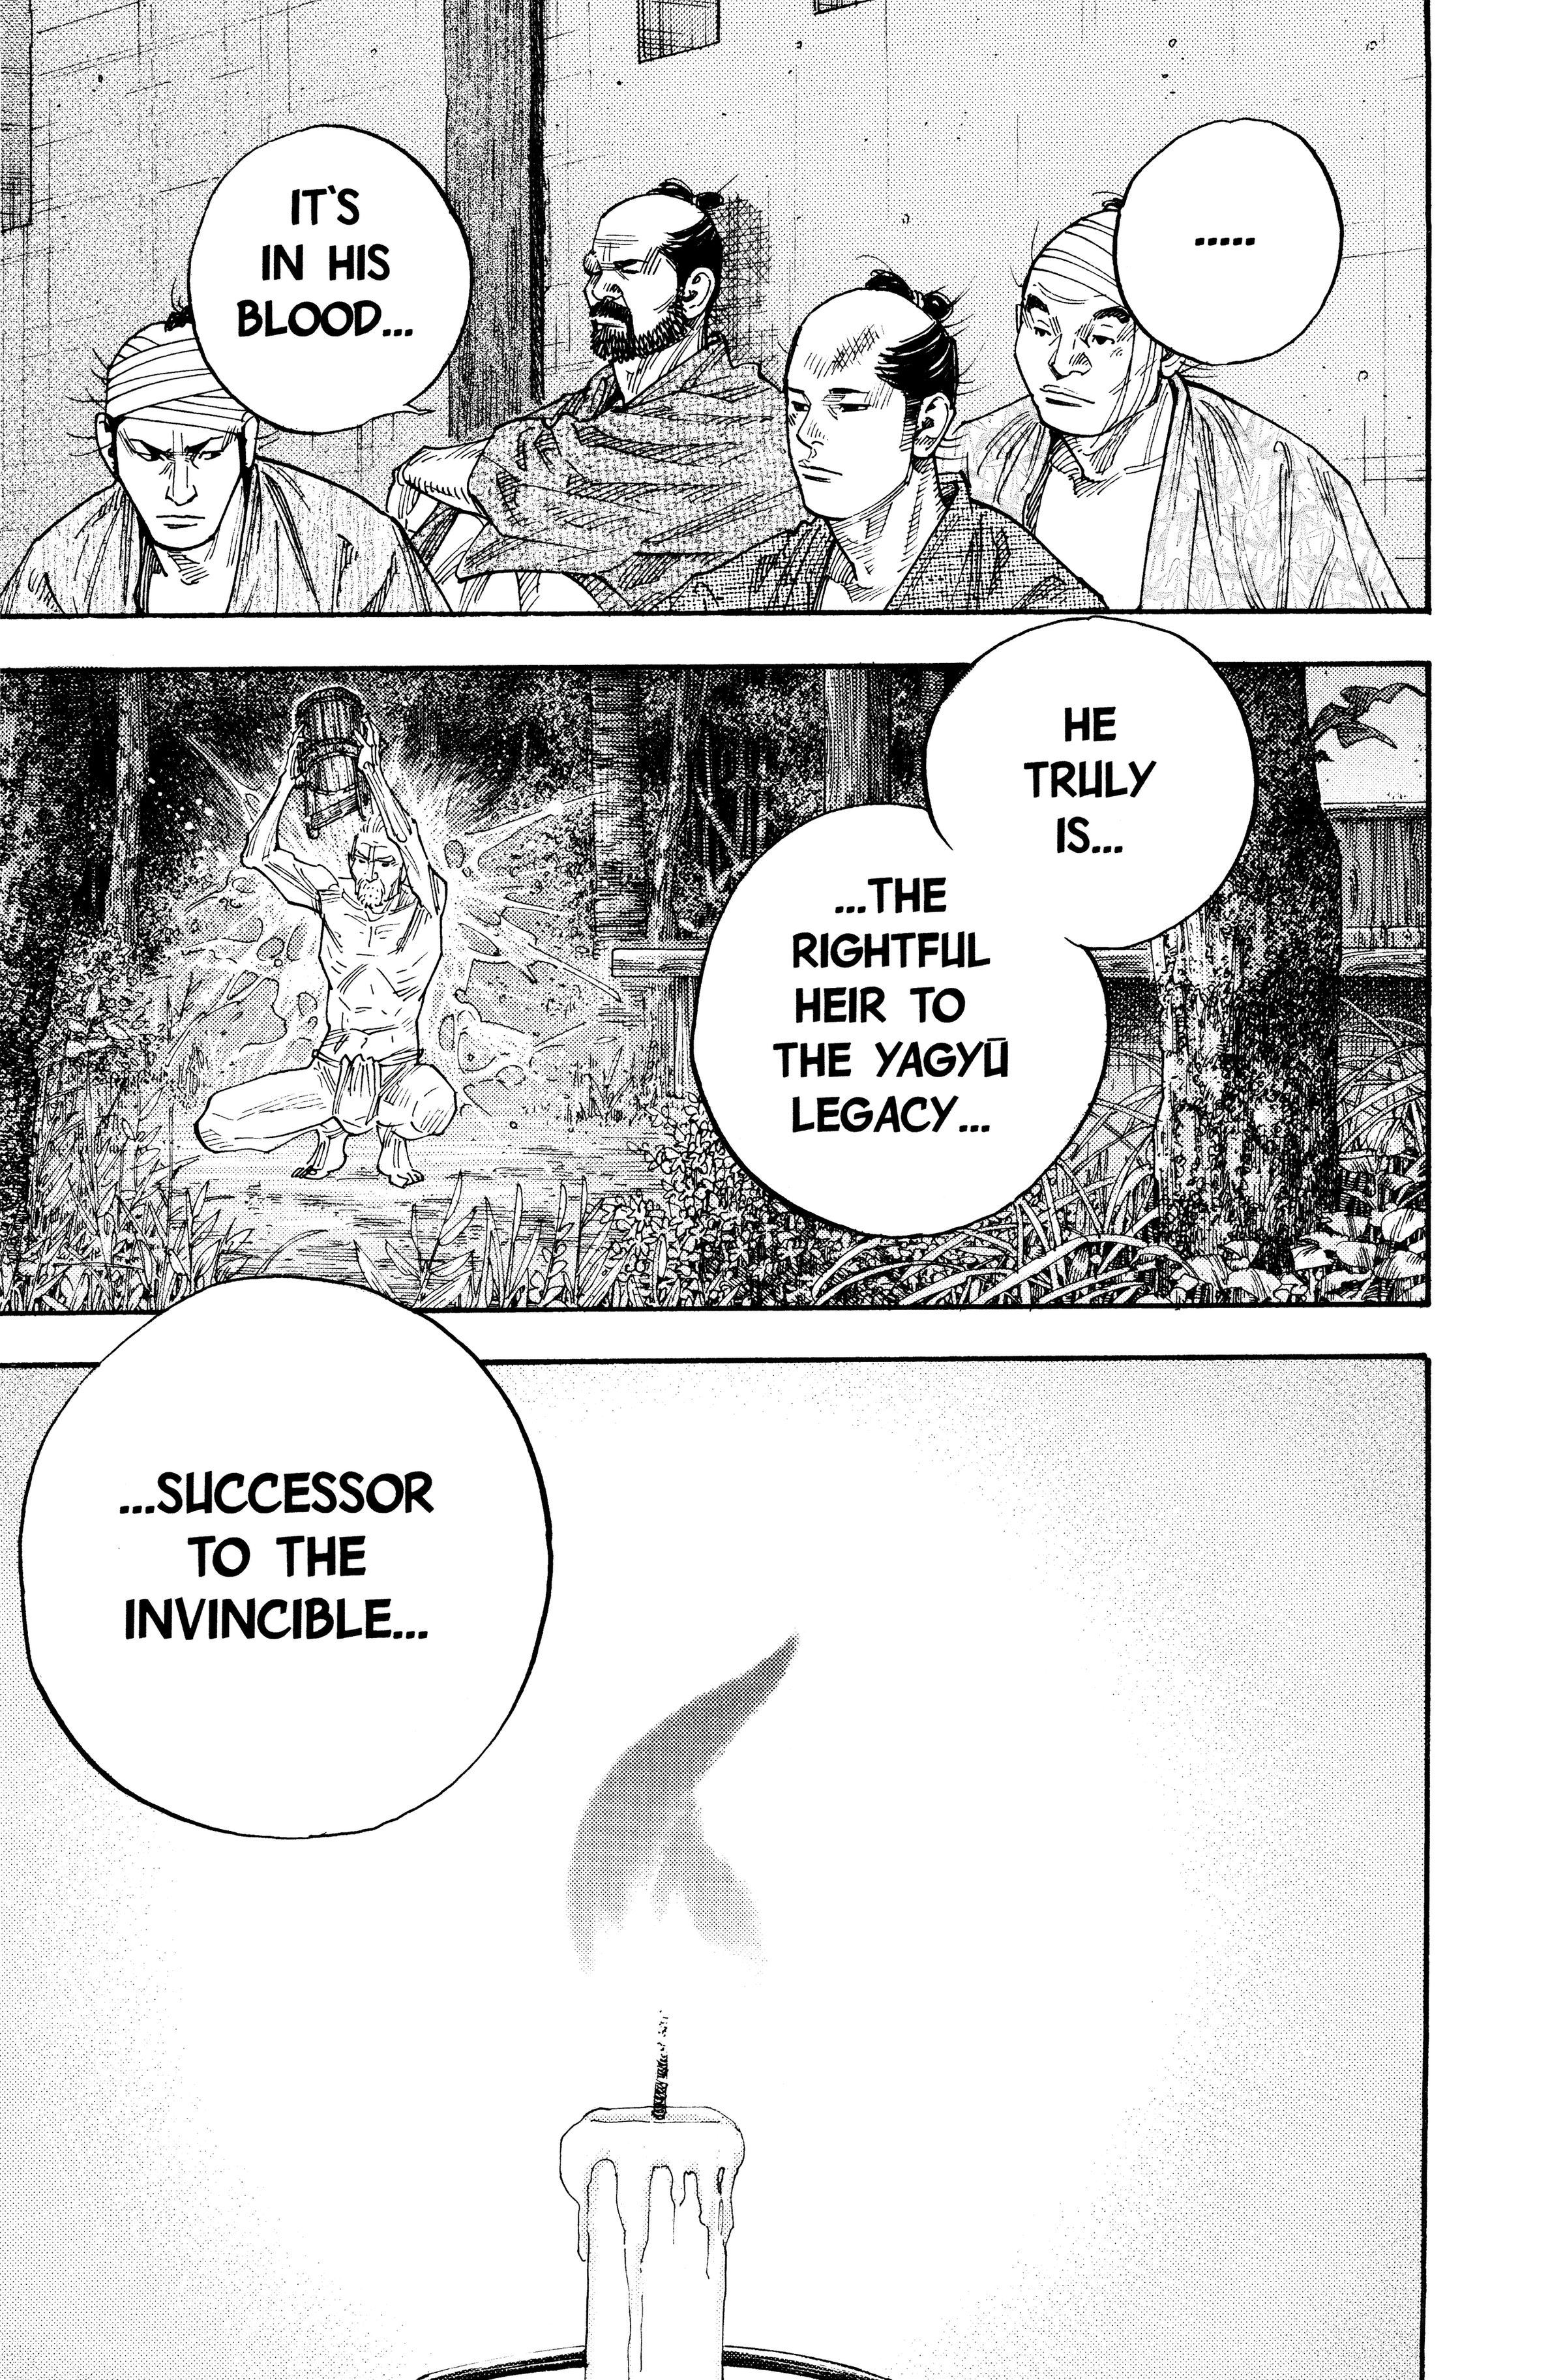 .....
IT'S
IN HIS
BLOOD...
HE
TRULY
IS...
...THE
RIGHTFUL
HEIR TO
THE YAGYŪ
LEGACY...
...SUCCESSOR
TO THE
INVINCIBLE...